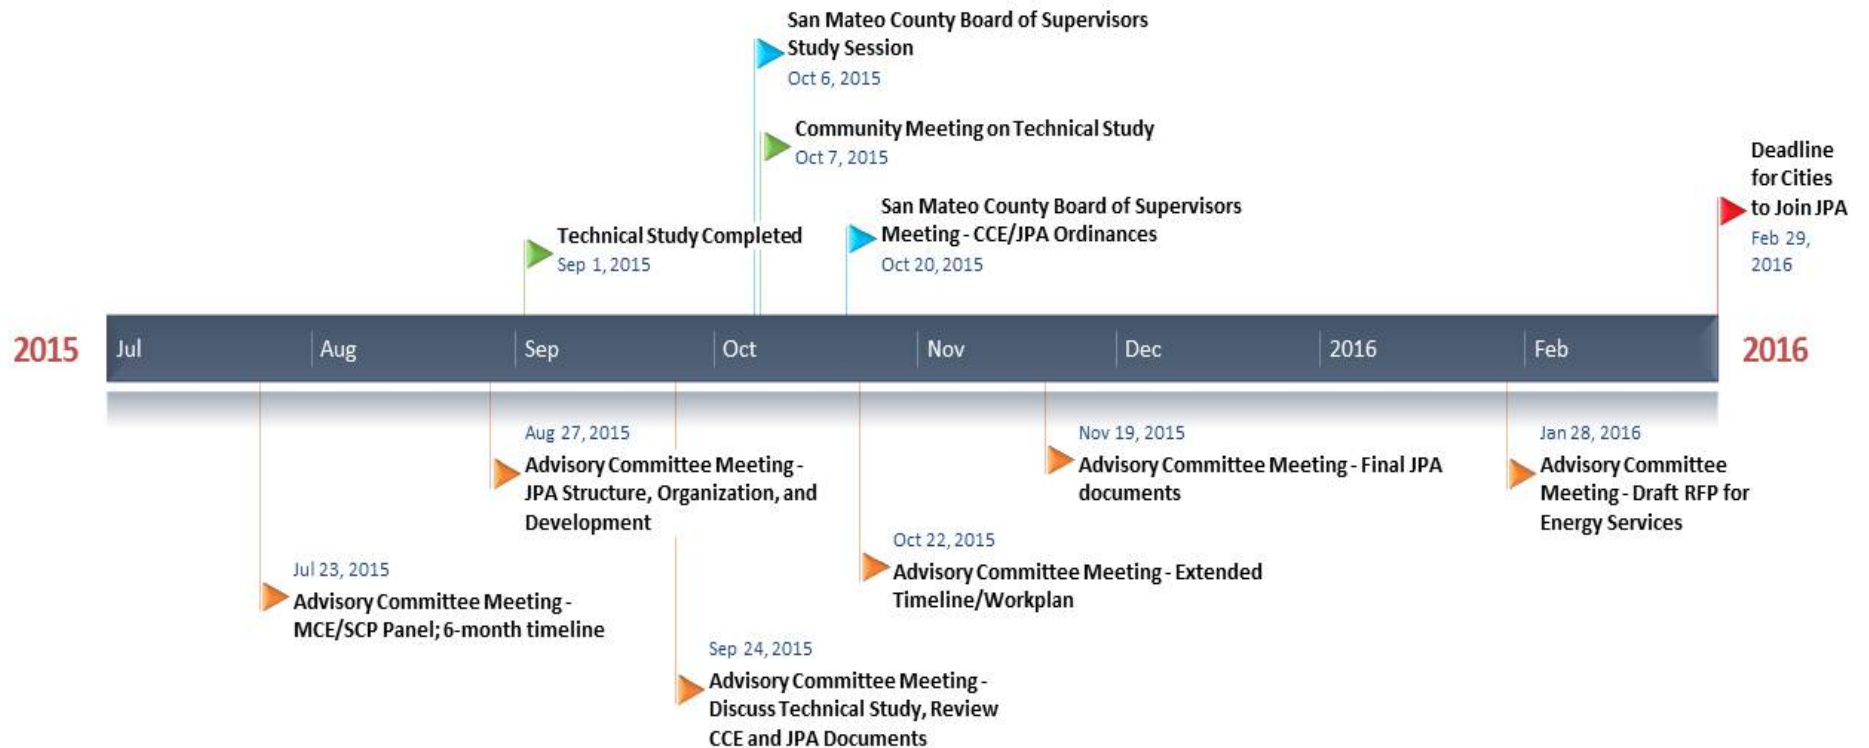 San Mateo County Board of Supervisors
Study Session
Oct 6, 2015
Community Meeting on Technical Study
Oct 7, 2015
Deadline
for Cities
to Join JPA
Feb 29,
2016
San Mateo County Board of Supervisors
Meeting - CCE/JPA Ordinances
Oct 20, 2015
Technical Study Completed
Sep 1, 2015
2015 Jul Aug Sep Oct Nov Dec 2016 Feb 2016
Aug 27, 2015
Advisory Committee Meeting -
JPA Structure, Organization, and
Development
Nov 19, 2015
Advisory Committee Meeting - Final JPA
documents
Jan 28, 2016
Advisory Committee
Meeting - Draft RFP for
Energy Services
Oct 22, 2015
Advisory Committee Meeting - Extended
Timeline/Workplan
Jul 23, 2015
Advisory Committee Meeting -
MCE/SCP Panel; 6-month timeline
Sep 24, 2015
Advisory Committee Meeting -
Discuss Technical Study, Review
CCE and JPA Documents